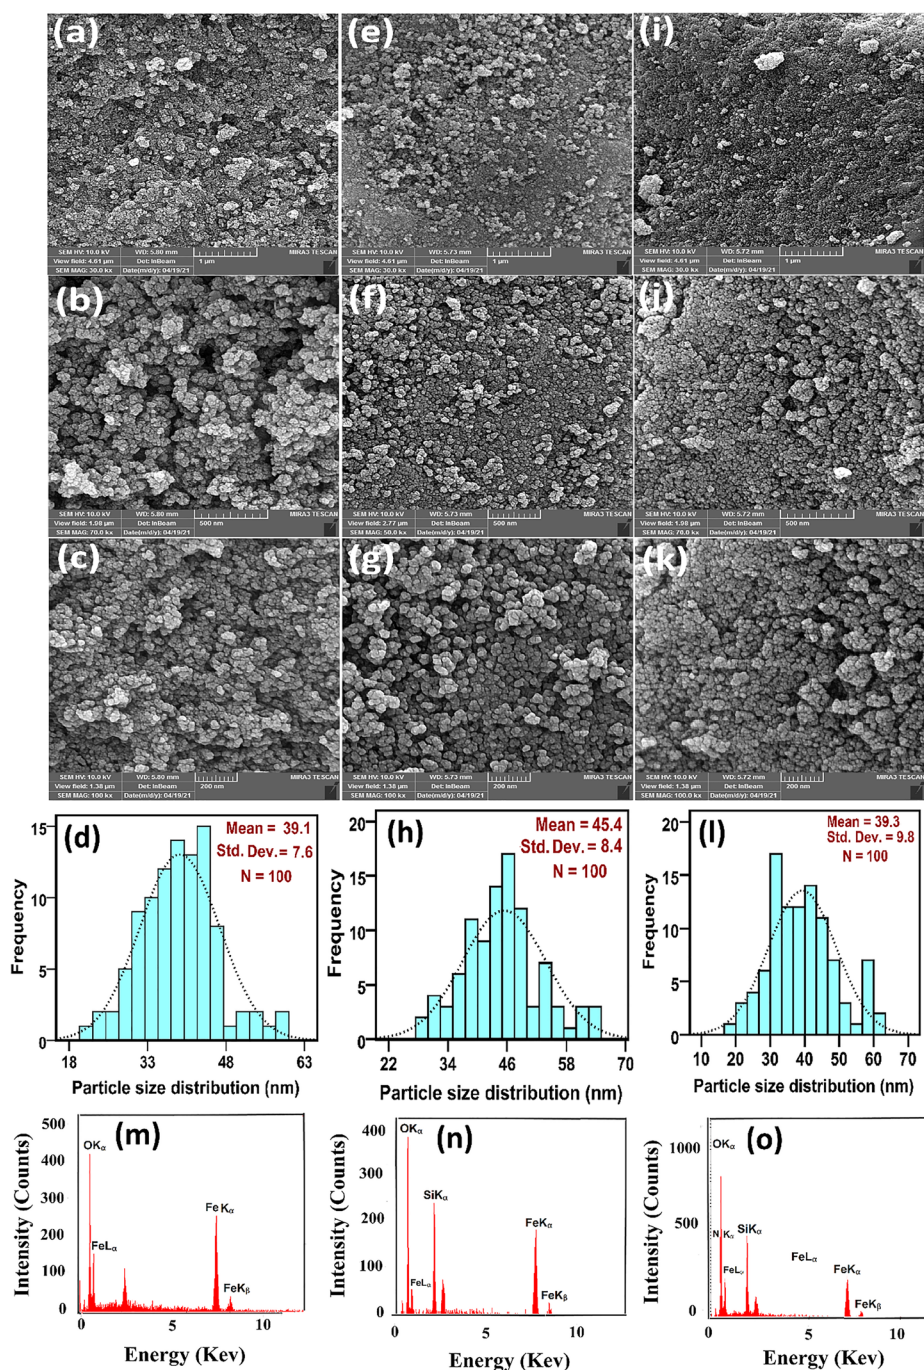 (a)
SEM HV: 10.0 kV WD: 5.80 mm MIRA3 TESCAN
View field: 4.61 µm Det: InBeam 1 µm
SEM MAG: 30.0 kx Date(m/d/y): 04/19/21
(e)
SEM HV: 10.0 kV WD: 5.73 mm MIRA3 TESCAN
View field: 4.61 µm Det: InBeam 1 µm
SEM MAG: 30.0 kx Date(m/d/y): 04/19/21
(i)
SEM HV: 10.0 kV WD: 5.72 mm MIRA3 TESCAN
View field: 4.61 µm Det: InBeam 1 µm
SEM MAG: 30.0 kx Date(m/d/y): 04/19/21
(b)
SEM HV: 10.0 kV WD: 5.80 mm MIRA3 TESCAN
View field: 1.98 µm Det: InBeam 500 nm
SEM MAG: 70.0 kx Date(m/d/y): 04/19/21
(f)
SEM HV: 10.0 kV WD: 5.73 mm MIRA3 TESCAN
View field: 2.77 µm Det: InBeam 500 nm
SEM MAG: 50.0 kx Date(m/d/y): 04/19/21
(j)
SEM HV: 10.0 kV WD: 5.72 mm MIRA3 TESCAN
View field: 1.98 µm Det: InBeam 500 nm
SEM MAG: 70.0 kx Date(m/d/y): 04/19/21
(c)
SEM HV: 10.0 kV WD: 5.80 mm MIRA3 TESCAN
View field: 1.38 µm Det: InBeam 200 nm
SEM MAG: 100 kx Date(m/d/y): 04/19/21
(g)
SEM HV: 10.0 kV WD: 5.73 mm MIRA3 TESCAN
View field: 1.38 µm Det: InBeam 200 nm
SEM MAG: 100 kx Date(m/d/y): 04/19/21
(k)
SEM HV: 10.0 kV WD: 5.72 mm MIRA3 TESCAN
View field: 1.38 µm Det: InBeam 200 nm
SEM MAG: 100.0 kx Date(m/d/y): 04/19/21
(d)
Mean = 39.1
Std. Dev. = 7.6
N = 100
15
10
5
0
Frequency
18 33 48 63
Particle size distribution (nm)
(h)
Mean = 45.4
Std. Dev. = 8.4
N = 100
20
15
10
5
0
Frequency
22 34 46 58 70
Particle size distribution (nm)
(l)
Mean = 39.3
Std. Dev. = 9.8
N = 100
20
15
10
5
0
Frequency
10 20 30 40 50 60 70
Particle size distribution (nm)
(m)
500
400
300
200
100
0
Intensity (Counts)
OKα
FeLα
FeKα
FeKβ
0 5 10
Energy (Kev)
(n)
400
300
200
100
0
Intensity (Counts)
OKα
SiKα
FeLα
FeKα
FeKβ
0 5 10
Energy (Kev)
(o)
1000
500
0
Intensity (Counts)
OKα
N Kα
SiKα
FeLα
FeLα
FeKα
FeKβ
0 5 10
Energy (Kev)